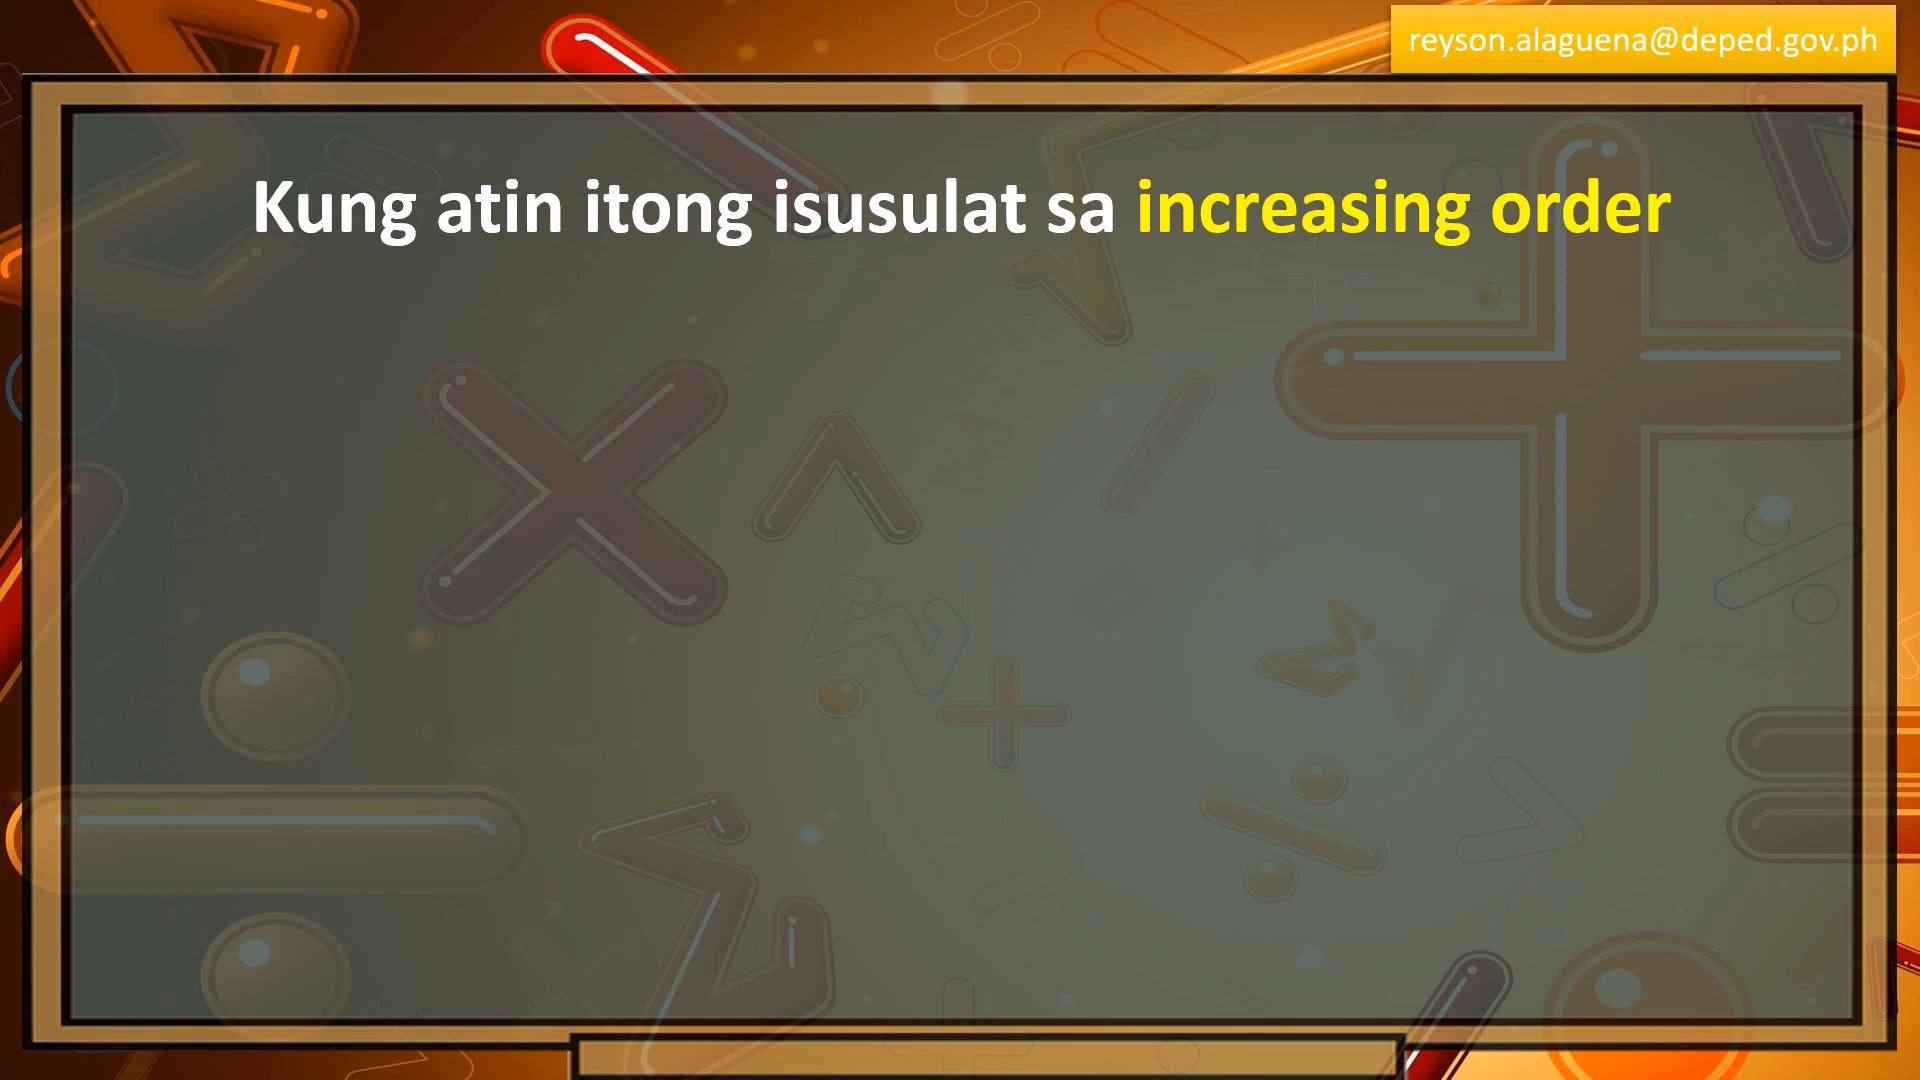 reyson.alaguena@deped.gov.ph
Kung atin itong isusulat sa increasing order